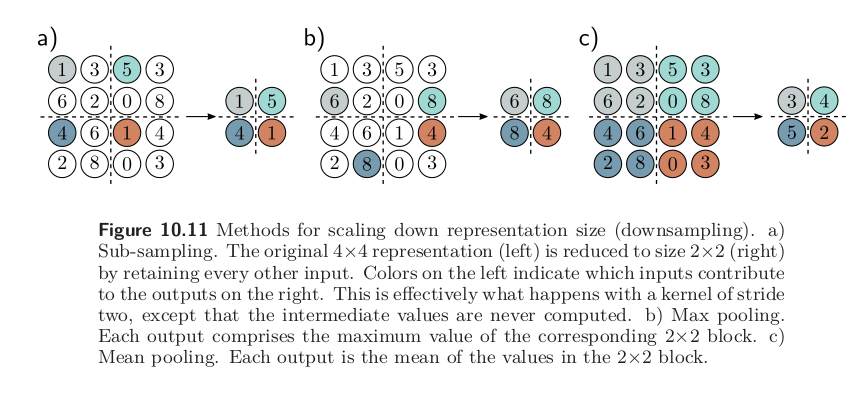 a) b) c)
1 3 5 3 1 3 5 3 1 3 5 3
6 2 0 8 1 5 6 2 0 8 6 8 6 2 0 8 3 4
4 6 1 4 4 1 4 6 1 4 8 4 4 6 1 4 5 2
2 8 0 3 2 8 0 3 2 8 0 3
Figure 10.11 Methods for scaling down representation size (downsampling). a)
Sub-sampling. The original 4×4 representation (left) is reduced to size 2×2 (right)
by retaining every other input. Colors on the left indicate which inputs contribute
to the outputs on the right. This is effectively what happens with a kernel of stride
two, except that the intermediate values are never computed. b) Max pooling.
Each output comprises the maximum value of the corresponding 2×2 block. c)
Mean pooling. Each output is the mean of the values in the 2×2 block.